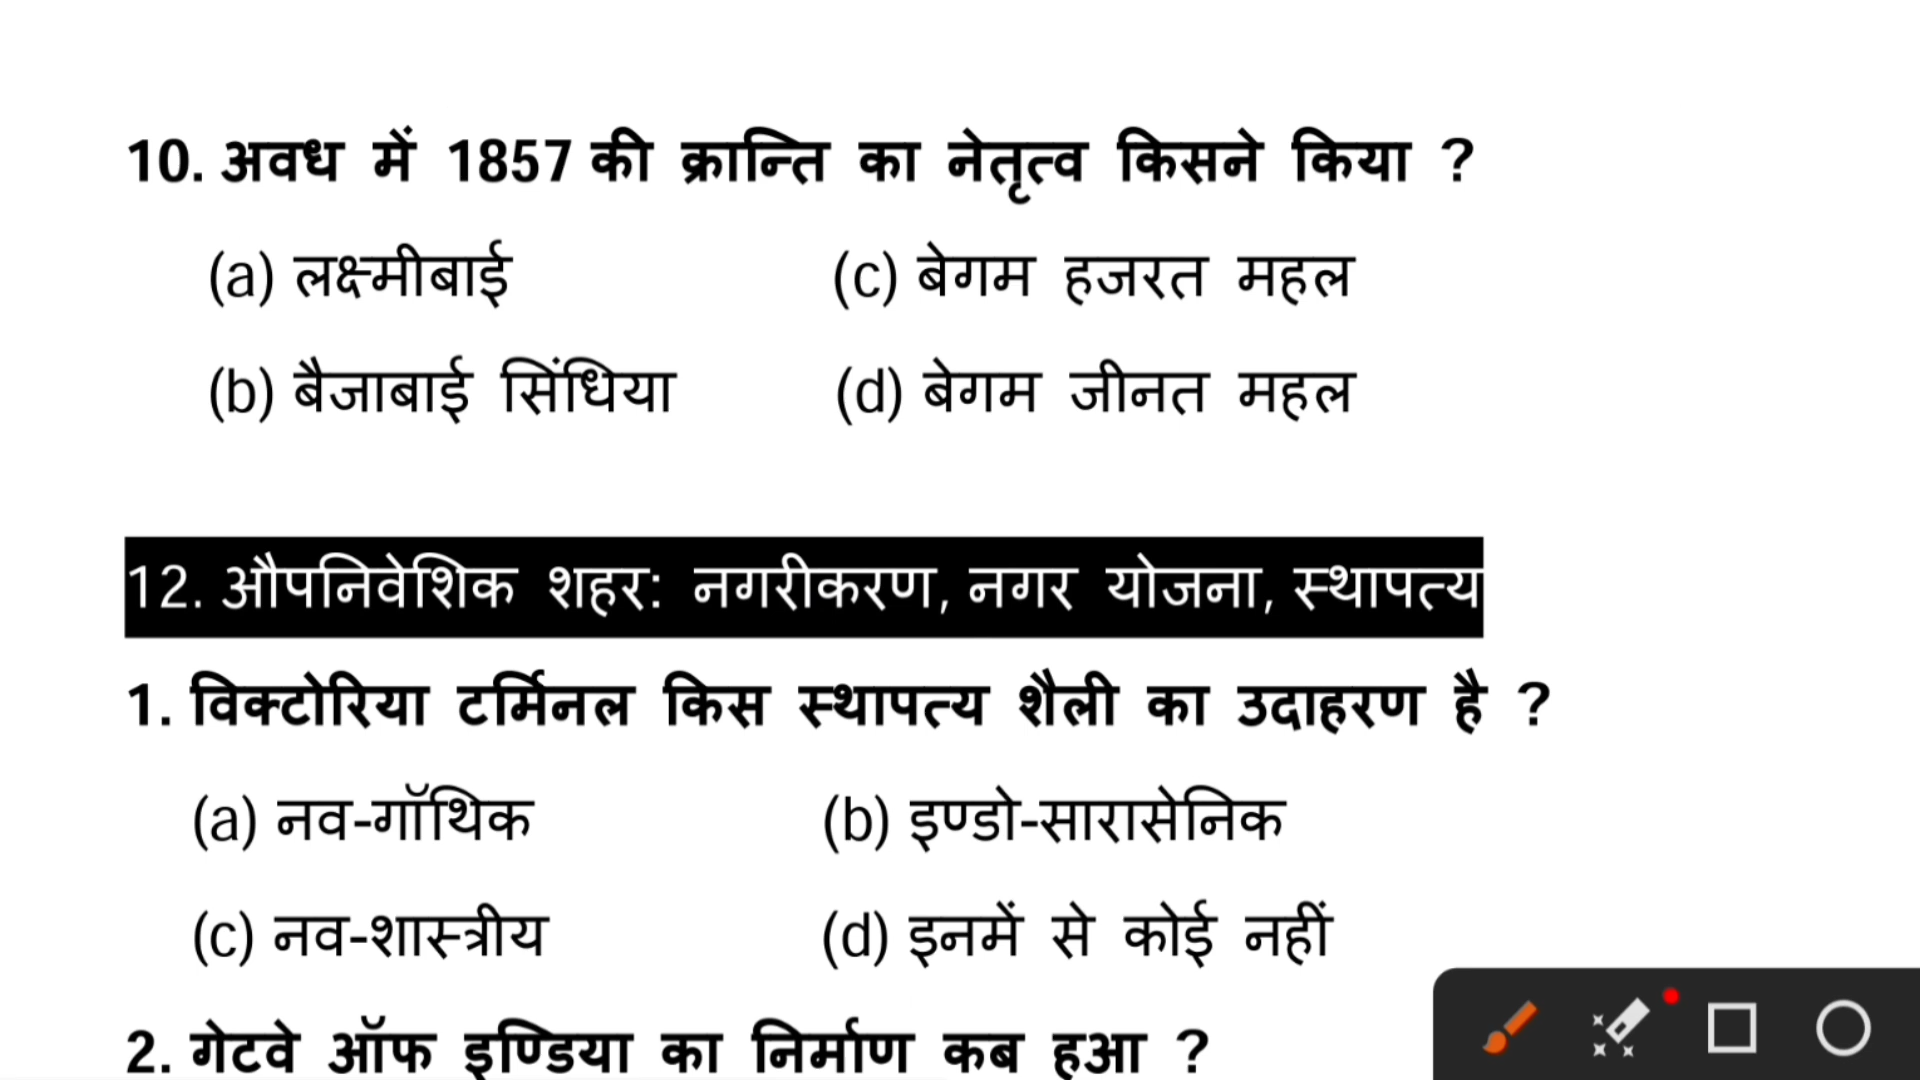 10. अवध में 1857 की क्रान्ति का नेतृत्व किसने किया ?
(a) लक्ष्मीबाई (c) बेगम हजरत महल
(b) बैजाबाई सिंधिया (d) बेगम जीनत महल
12. औपनिवेशिक शहर: नगरीकरण, नगर योजना, स्थापत्य
1. विक्टोरिया टर्मिनल किस स्थापत्य शैली का उदाहरण है ?
(a) नव-गॉथिक (b) इण्डो-सारासेनिक
(c) नव-शास्त्रीय (d) इनमें से कोई नहीं
2. गेटवे ऑफ इण्डिया का निर्माण कब हुआ ?